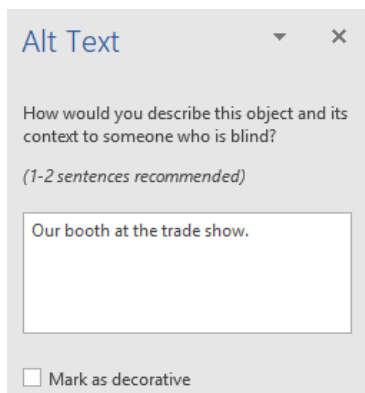 Alt Text
How would you describe this object and its
context to someone who is blind?
(1-2 sentences recommended)
Our booth at the trade show.
Mark as decorative